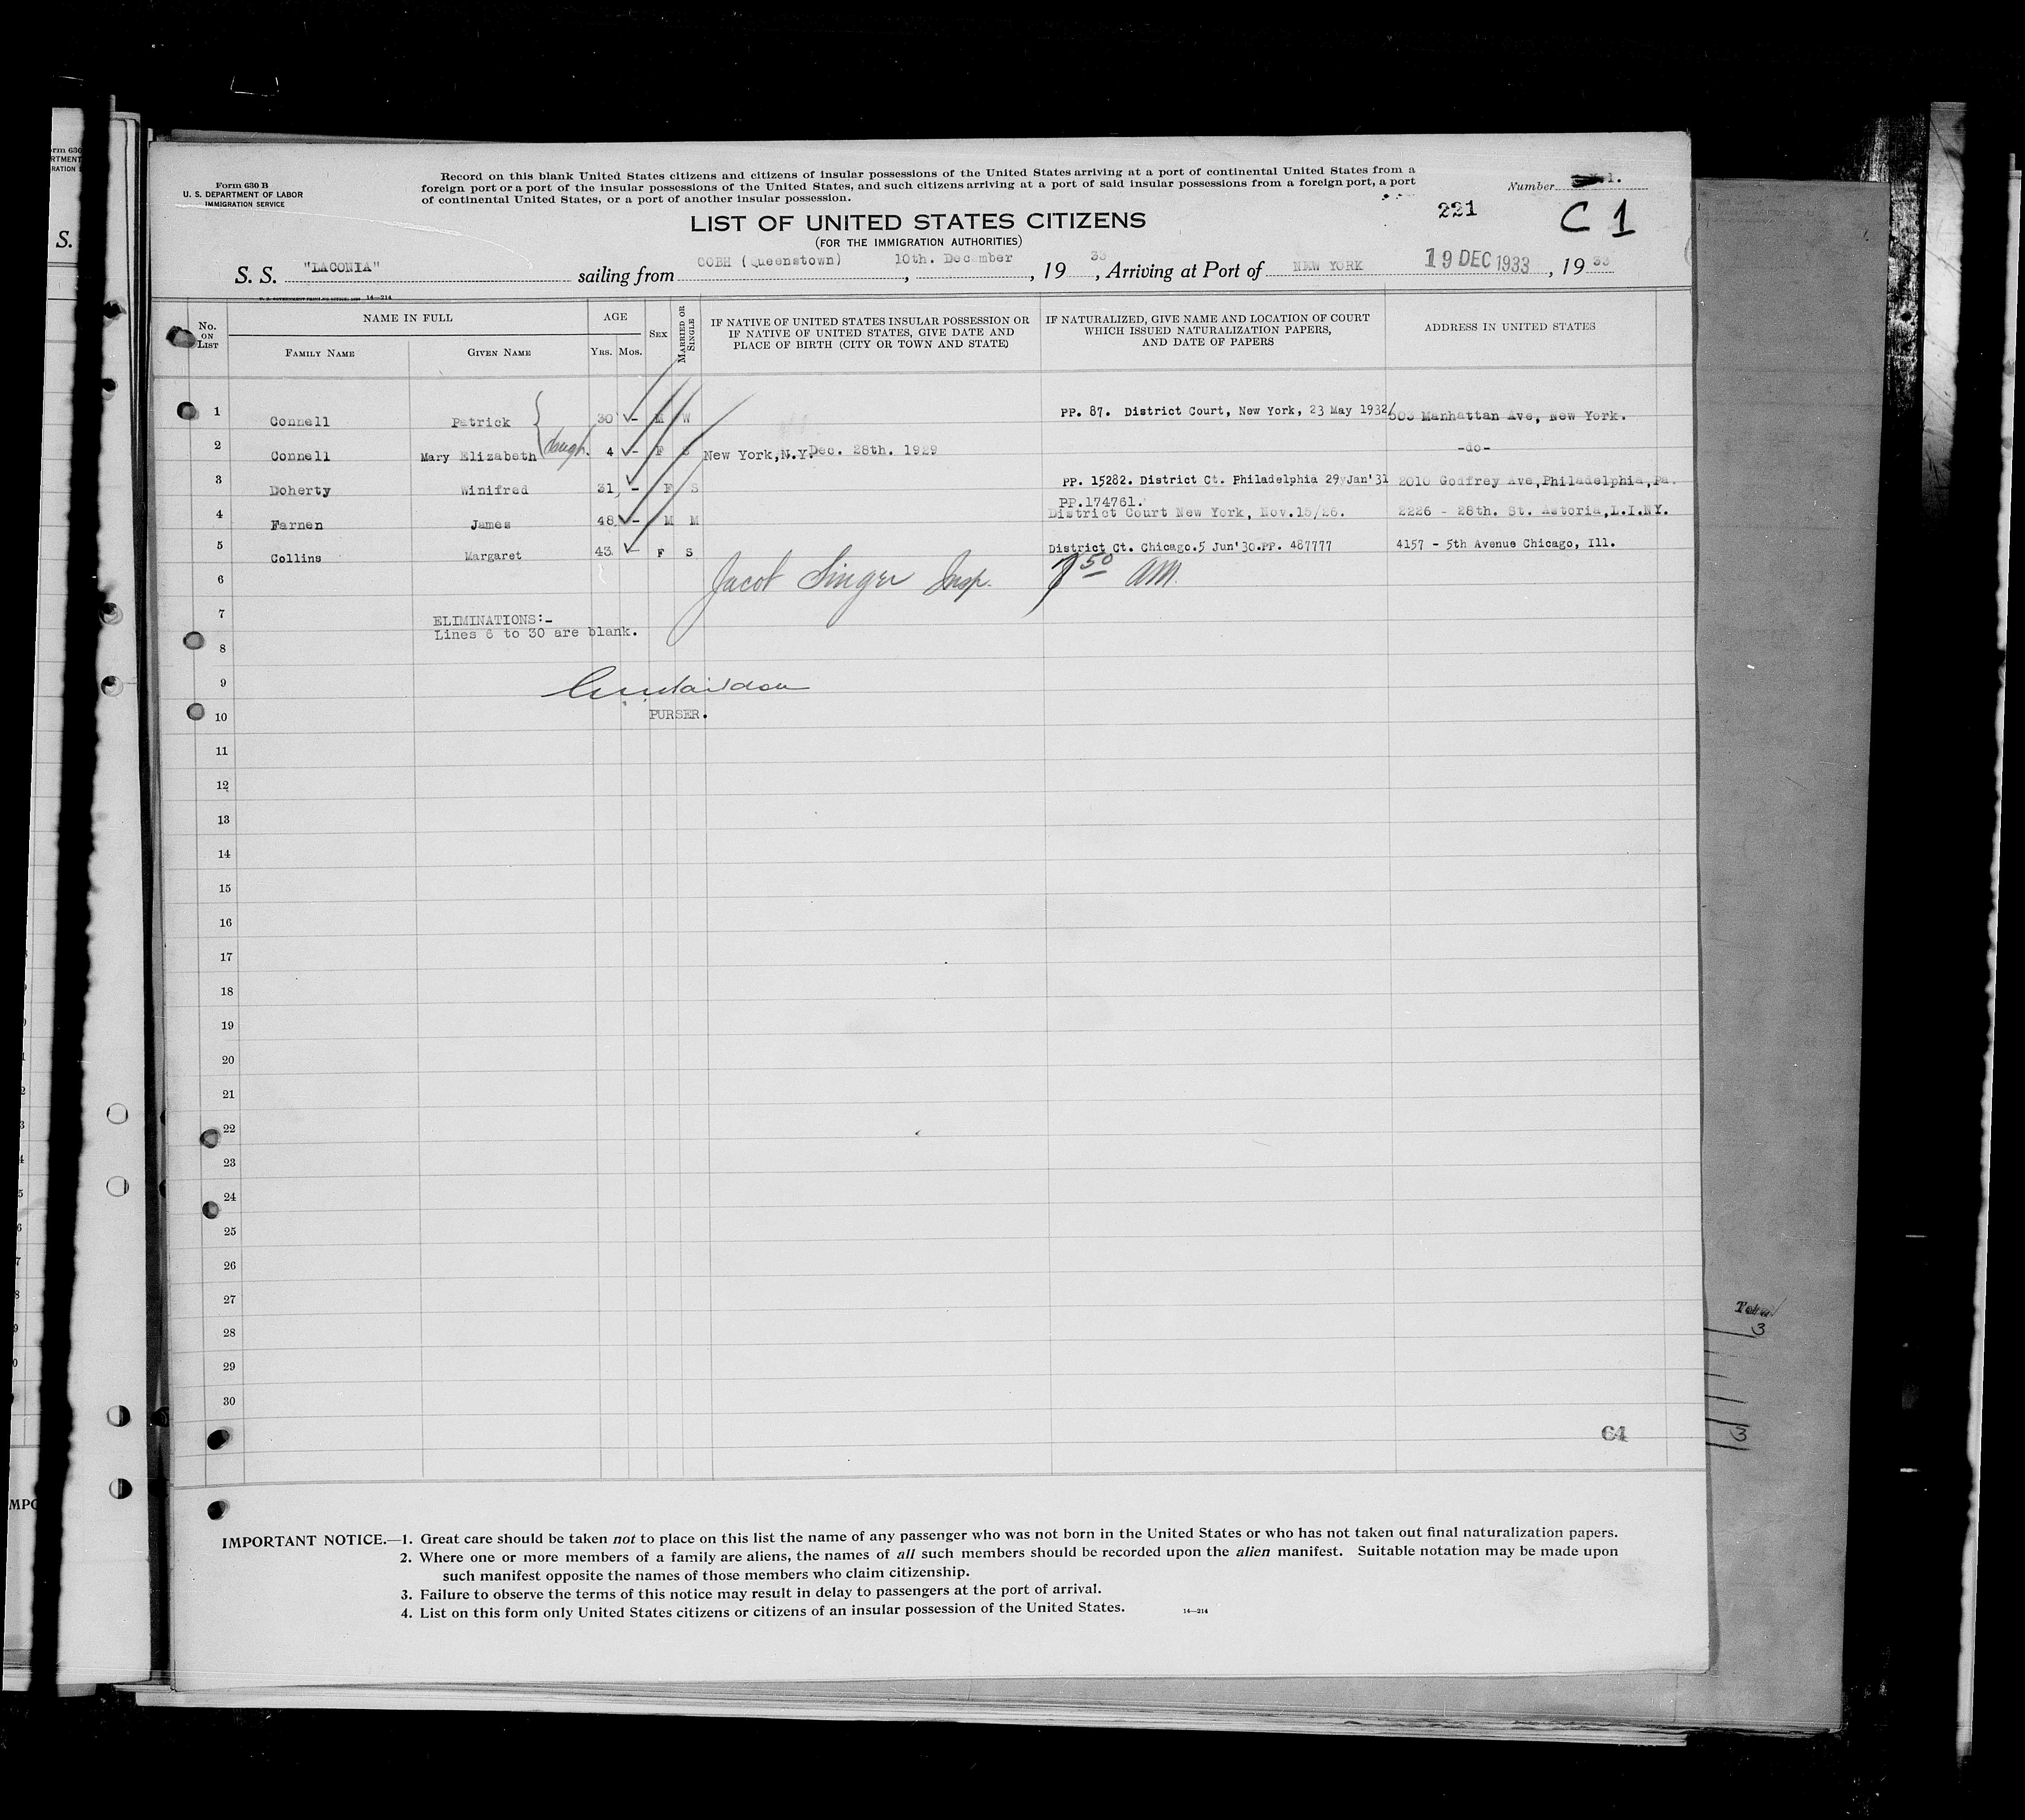 Form 630 B
U. S. DEPARTMENT OF LABOR
IMMIGRATION SERVICE
Record on this blank United States citizens and citizens of insular possessions of the United States arriving at a port of continental United States from a
foreign port or a port of the insular possessions of the United States, and such citizens arriving at a port of said insular possessions from a foreign port, a port
of continental United States, or a port of another insular possession.
Number 1.
221 C 1
LIST OF UNITED STATES CITIZENS
(FOR THE IMMIGRATION AUTHORITIES)
S. S. "LACONIA" sailing from COBH (Queenstown) 10th. December, 1933, Arriving at Port of NEW YORK 19 DEC 1933, 1933
14—214
No. ON LIST
NAME IN FULL
FAMILY NAME GIVEN NAME
AGE
YRS. MOS.
SEX
MARRIED OR SINGLE
IF NATIVE OF UNITED STATES INSULAR POSSESSION OR
IF NATIVE OF UNITED STATES, GIVE DATE AND
PLACE OF BIRTH (CITY OR TOWN AND STATE)
IF NATURALIZED, GIVE NAME AND LOCATION OF COURT
WHICH ISSUED NATURALIZATION PAPERS,
AND DATE OF PAPERS
ADDRESS IN UNITED STATES
1 Connell Patrick 30 - M W PP. 87. District Court, New York, 23 May 1932/ 503 Manhattan Ave, New York.
2 Connell Mary Elizabeth daugh. 4 - F S New York,N.Y. Dec. 28th. 1929 -do-
3 Doherty Winifred 31 - F S PP. 15282. District Ct. Philadelphia 29 Jan'31 2010 Godfrey Ave,Philadelphia,Pa.
PP.174761.
4 Farnen James 48 - M M District Court New York, Nov.18/26. 2226 - 28th. St. Astoria,L.I.NY.
5 Collins Margaret 43 F S District Ct. Chicago.5 Jun'30.PP. 487777 4157 - 5th Avenue Chicago, Ill.
6 Jacob Singer Insp. 7 50 AM.
7 ELIMINATIONS:-
Lines 6 to 30 are blank.
8
9
10 PURSER.
11
12
13
14
15
16
17
18
19
20
21
22
23
24
25
26
27
28
29
30
64
IMPORTANT NOTICE.—1. Great care should be taken not to place on this list the name of any passenger who was not born in the United States or who has not taken out final naturalization papers.
2. Where one or more members of a family are aliens, the names of all such members should be recorded upon the alien manifest. Suitable notation may be made upon
such manifest opposite the names of those members who claim citizenship.
3. Failure to observe the terms of this notice may result in delay to passengers at the port of arrival.
4. List on this form only United States citizens or citizens of an insular possession of the United States.
14—214
3
3